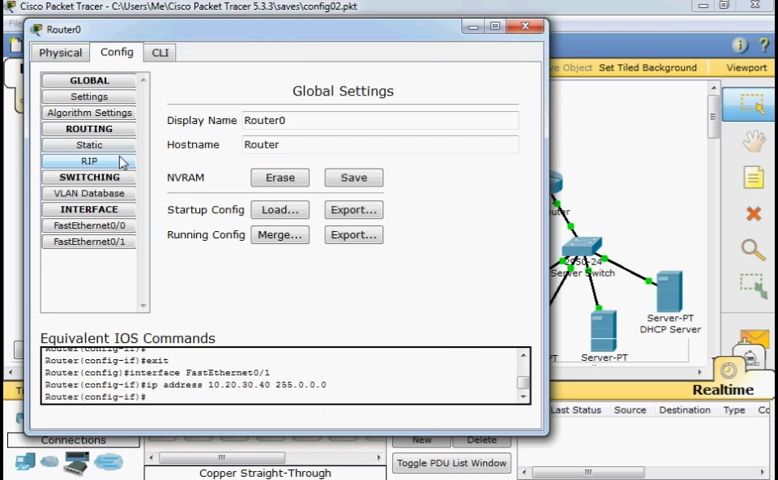 Cisco Packet Tracer - C:\Users\Me\Cisco Packet Tracer 5.3.3\saves\config02.pkt
Router0
Physical Config CLI
GLOBAL
Settings
Algorithm Settings
ROUTING
Static
RIP
SWITCHING
VLAN Database
INTERFACE
FastEthernet0/0
FastEthernet0/1
Global Settings
Display Name Router0
Hostname Router
NVRAM Erase Save
Startup Config Load... Export...
Running Config Merge... Export...
Equivalent IOS Commands
Router(config-if)#
Router(config-if)#exit
Router(config)#interface FastEthernet0/1
Router(config-if)#ip address 10.20.30.40 255.0.0.0
Router(config-if)#
Set Tiled Background Viewport
2950-24
Server Switch
Server-PT
DHCP Server
Server-PT
Realtime
Last Status Source Destination Type
New Delete
Toggle PDU List Window
Connections
Copper Straight-Through